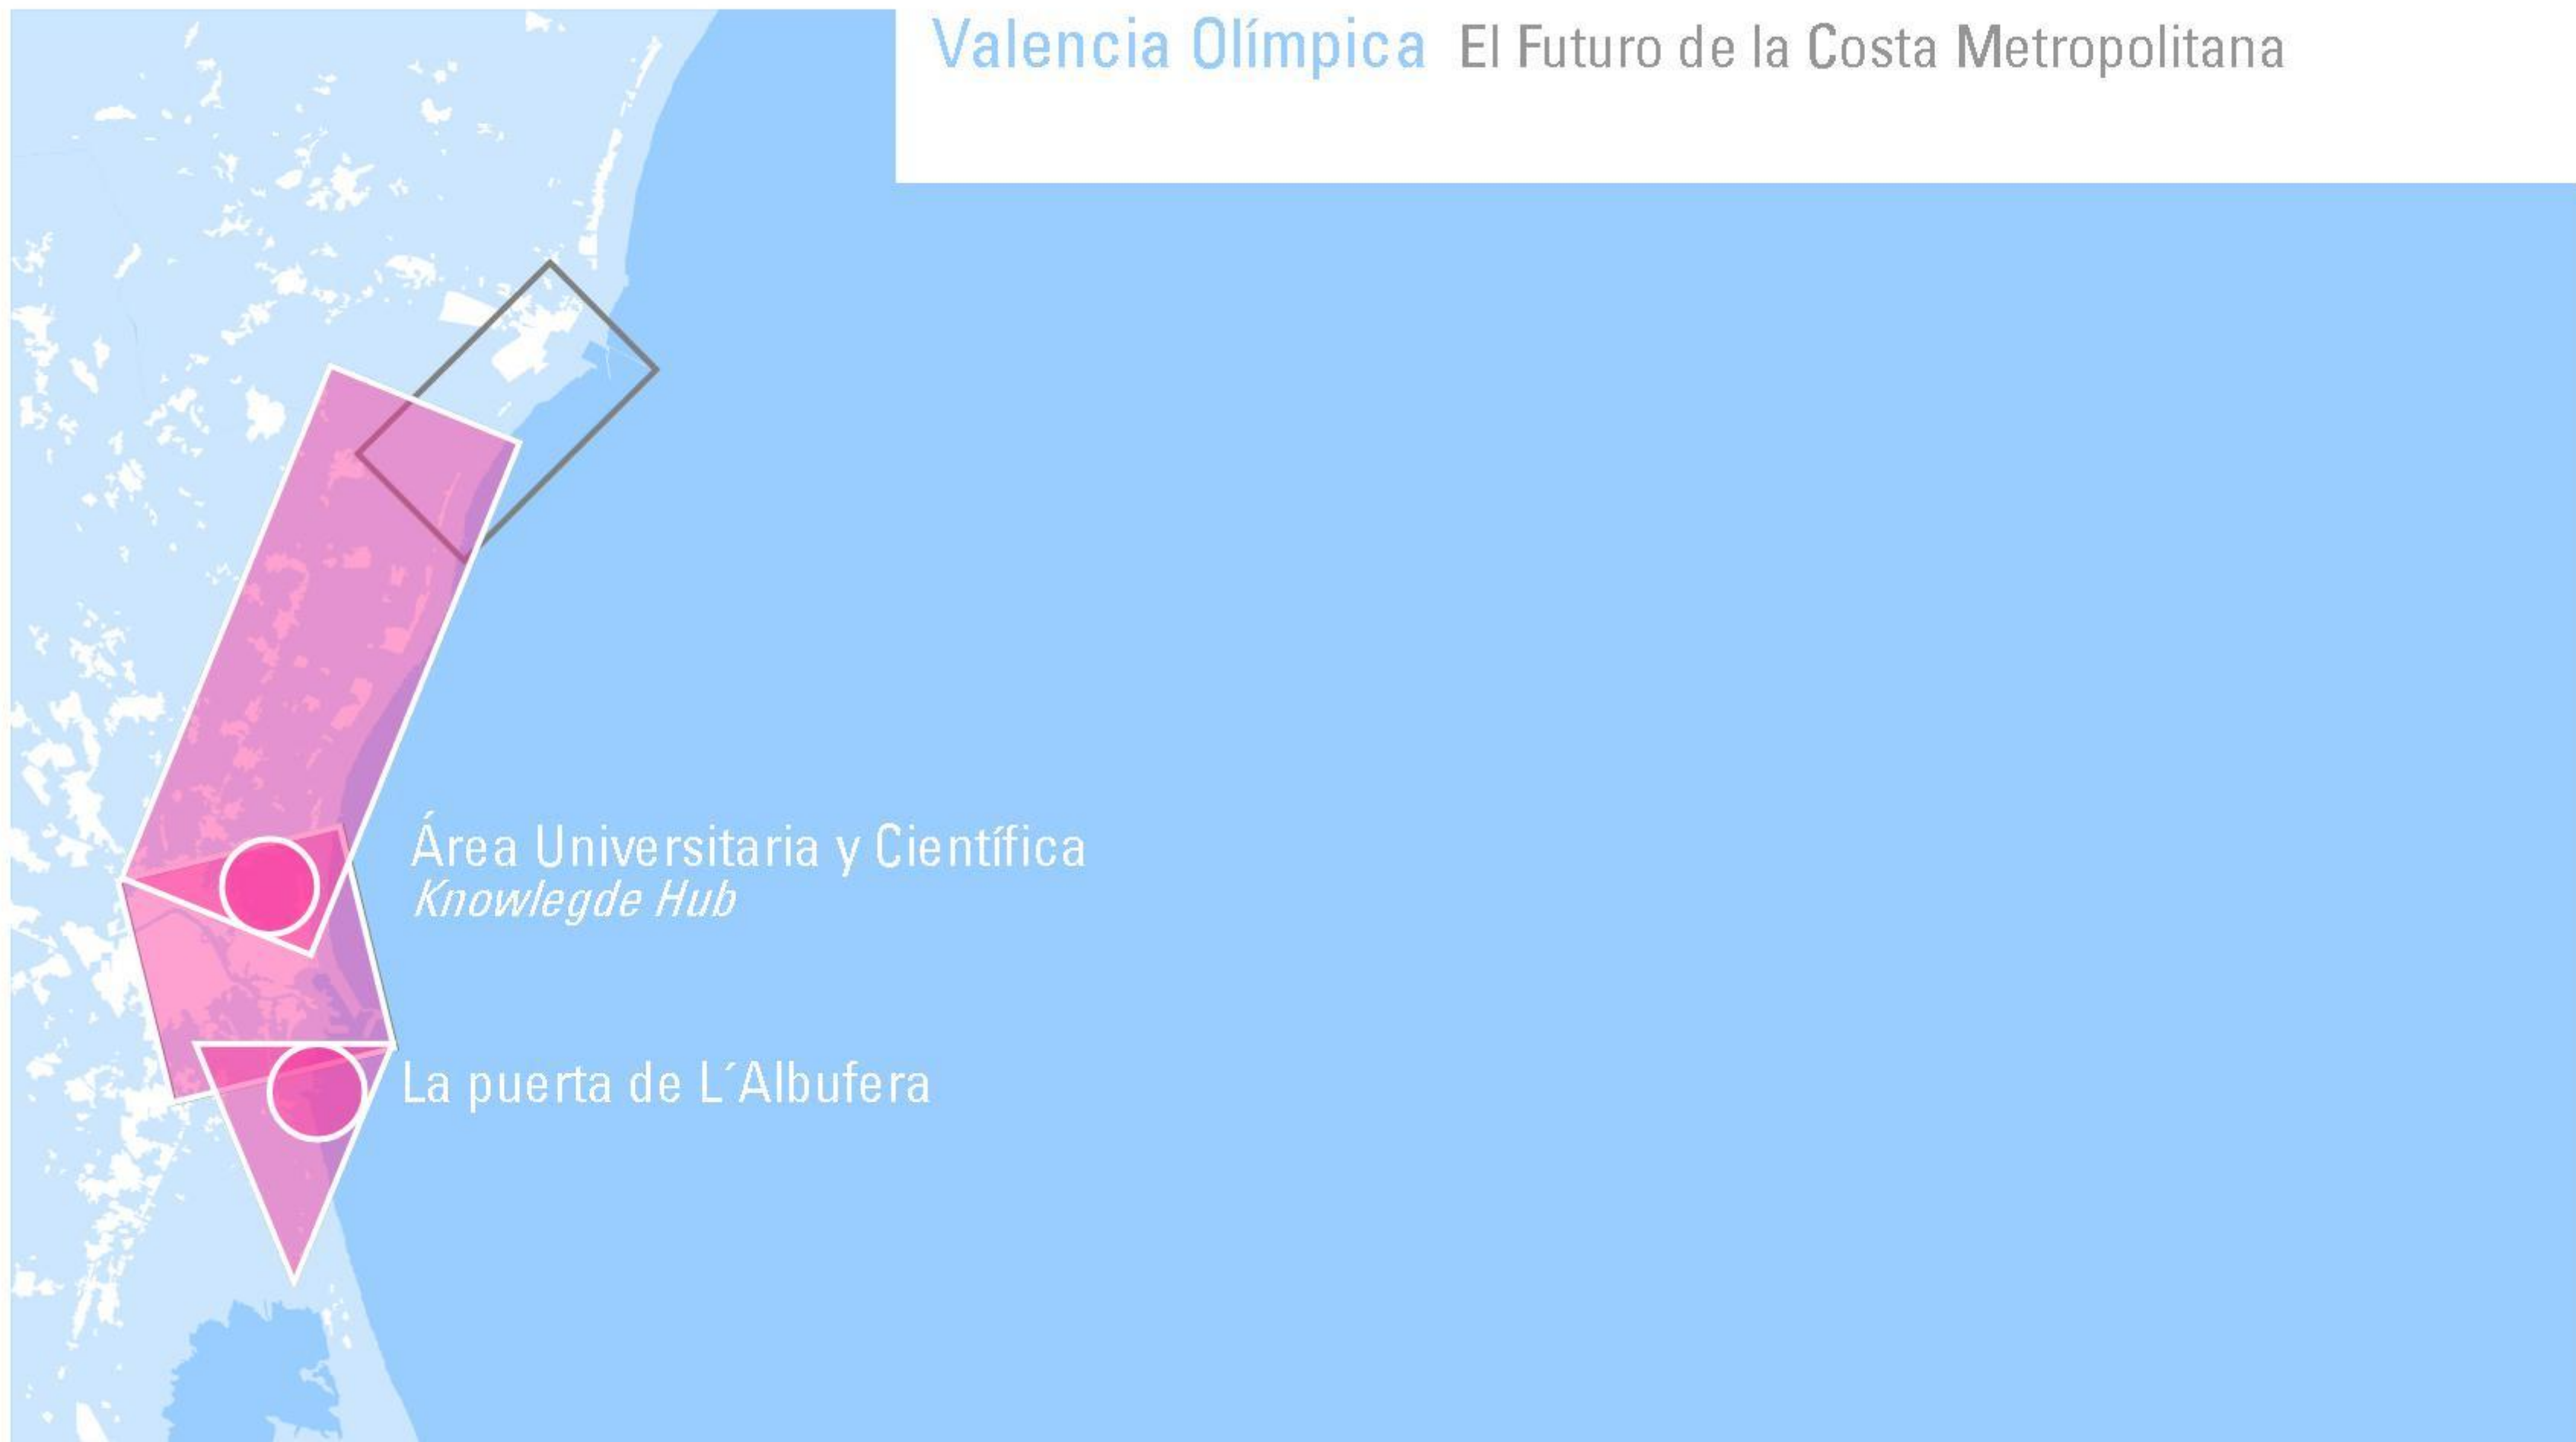 Valencia Olímpica El Futuro de la Costa Metropolitana
Área Universitaria y Científica
Knowlegde Hub
La puerta de L´Albufera